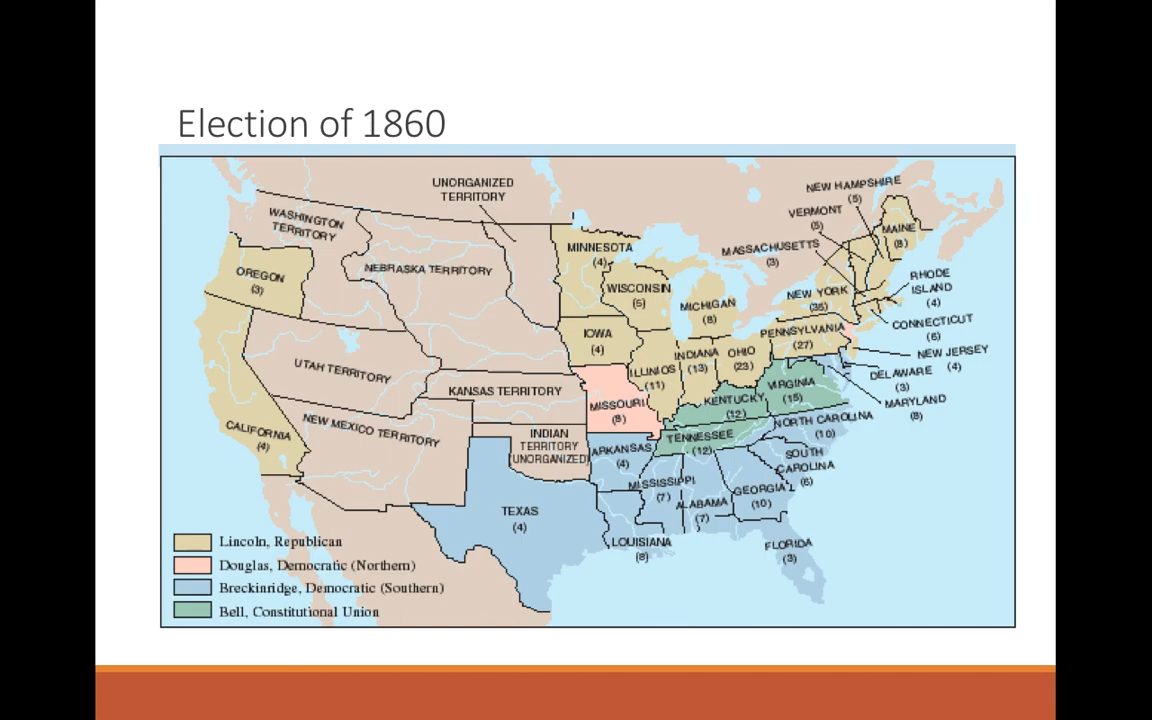 Election of 1860
UNORGANIZED
TERRITORY
NEW HAMPSHIRE
(5)
WASHINGTON
TERRITORY
VERMONT
(5)
MINNESOTA
(4)
MAINE
(8)
MASSACHUSETTS
(3)
NEBRASKA TERRITORY
OREGON
(3)
WISCONSIN
(5)
MICHIGAN
(8)
NEW YORK
(35)
RHODE
ISLAND
(4)
IOWA
(4)
PENNSYLVANIA
(27)
CONNECTICUT
(6)
UTAH TERRITORY
ILLINIOS
(11)
INDIANA
(13)
OHIO
(23)
NEW JERSEY
(4)
DELAWARE
(3)
KANSAS TERRITORY
MISSOURI
(8)
KENTUCKY
(12)
VIRGINIA
(15)
MARYLAND
(8)
CALIFORNIA
(4)
NEW MEXICO TERRITORY
INDIAN
TERRITORY
(UNORGANIZED)
ARKANSAS
(4)
TENNESSEE
(12)
NORTH CAROLINA
(10)
SOUTH
CAROLINA
(6)
MISSISSIPPI
(7)
ALABAMA
(7)
GEORGIA
(10)
TEXAS
(4)
LOUISIANA
(8)
FLORIDA
(3)
Lincoln, Republican
Douglas, Democratic (Northern)
Breckinridge, Democratic (Southern)
Bell, Constitutional Union